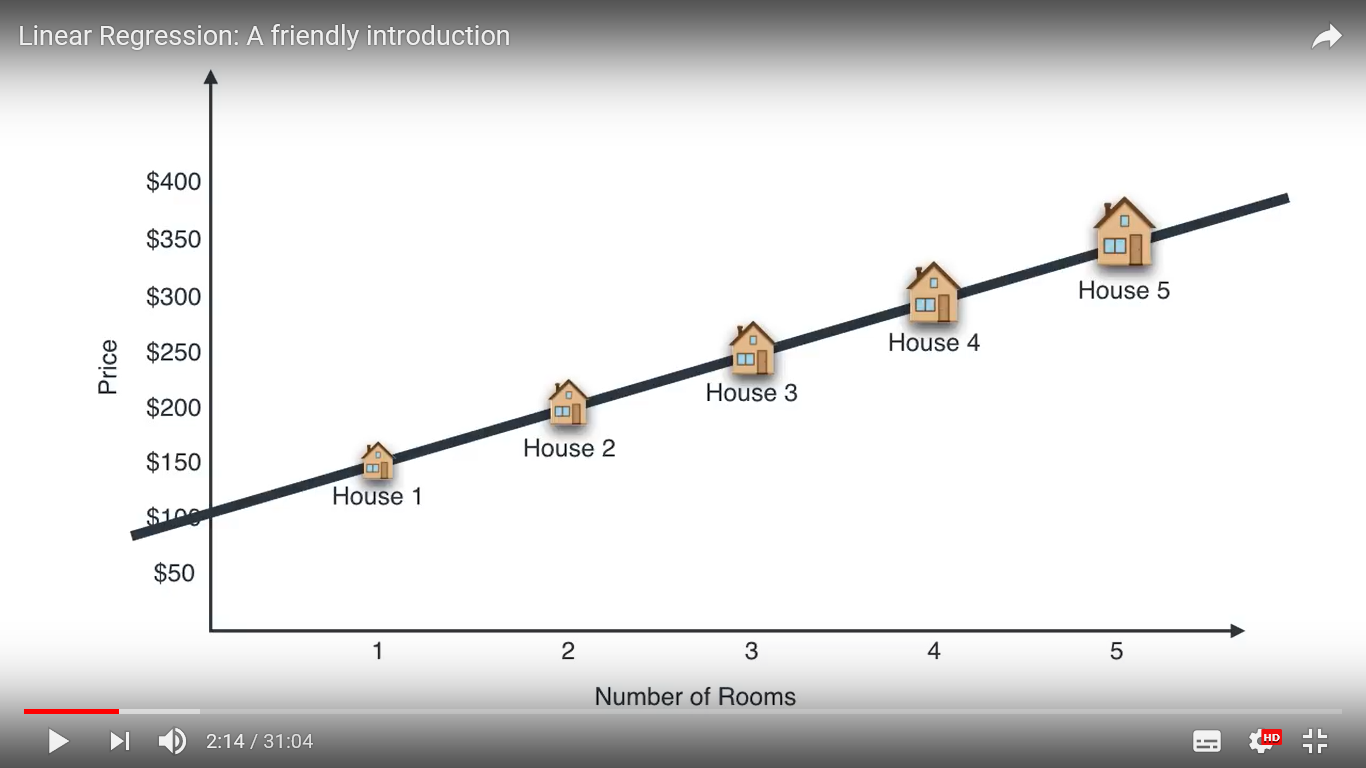 Linear Regression: A friendly introduction
$400
$350
$300
$250
$200
$150
$100
$50
Price
House 1
House 2
House 3
House 4
House 5
1 2 3 4 5
Number of Rooms
2:14 / 31:04
HD